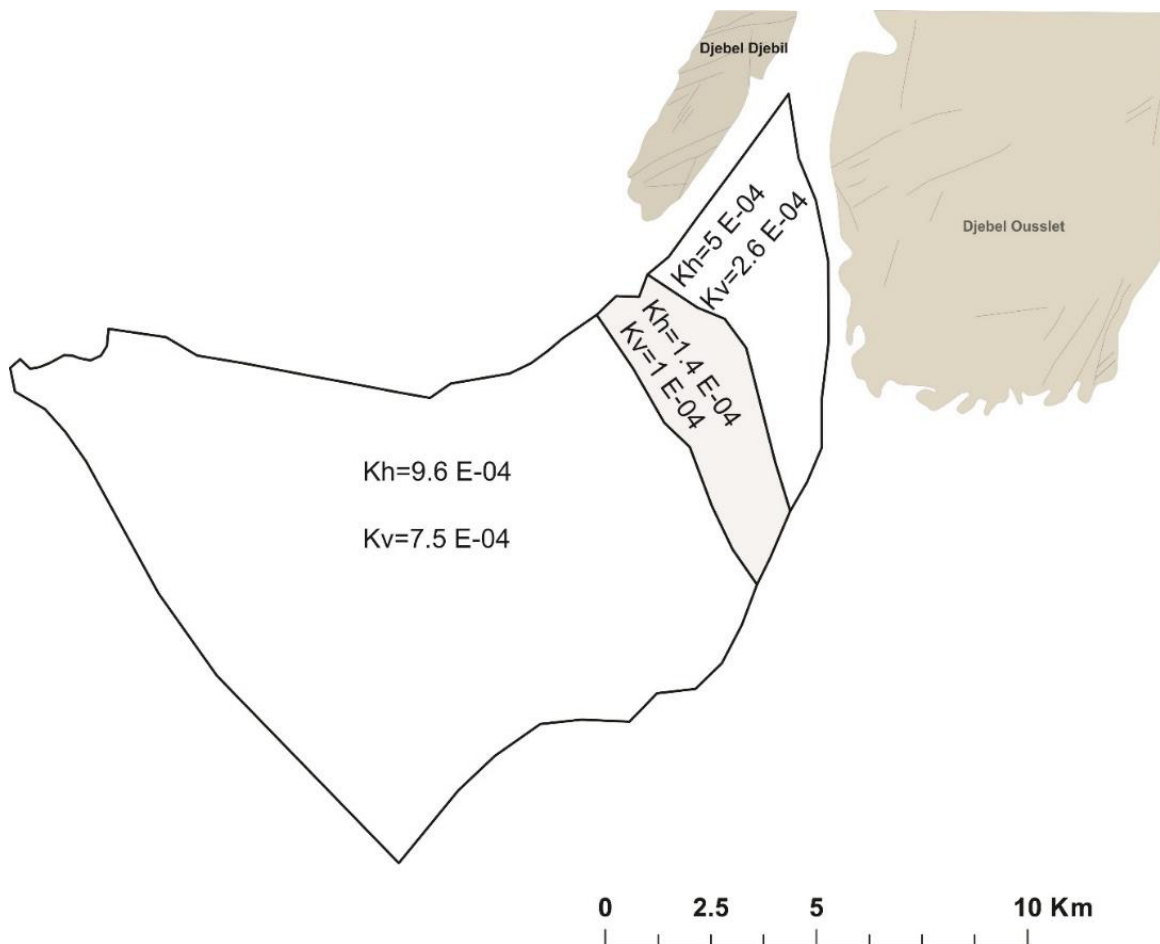 Djebel Djebil
Kh=5 E-04
Kv=2.6 E-04
Djebel Ousslet
Kh=1.4 E-04
Kv=1 E-04
Kh=9.6 E-04
Kv=7.5 E-04
0 2.5 5 10 Km